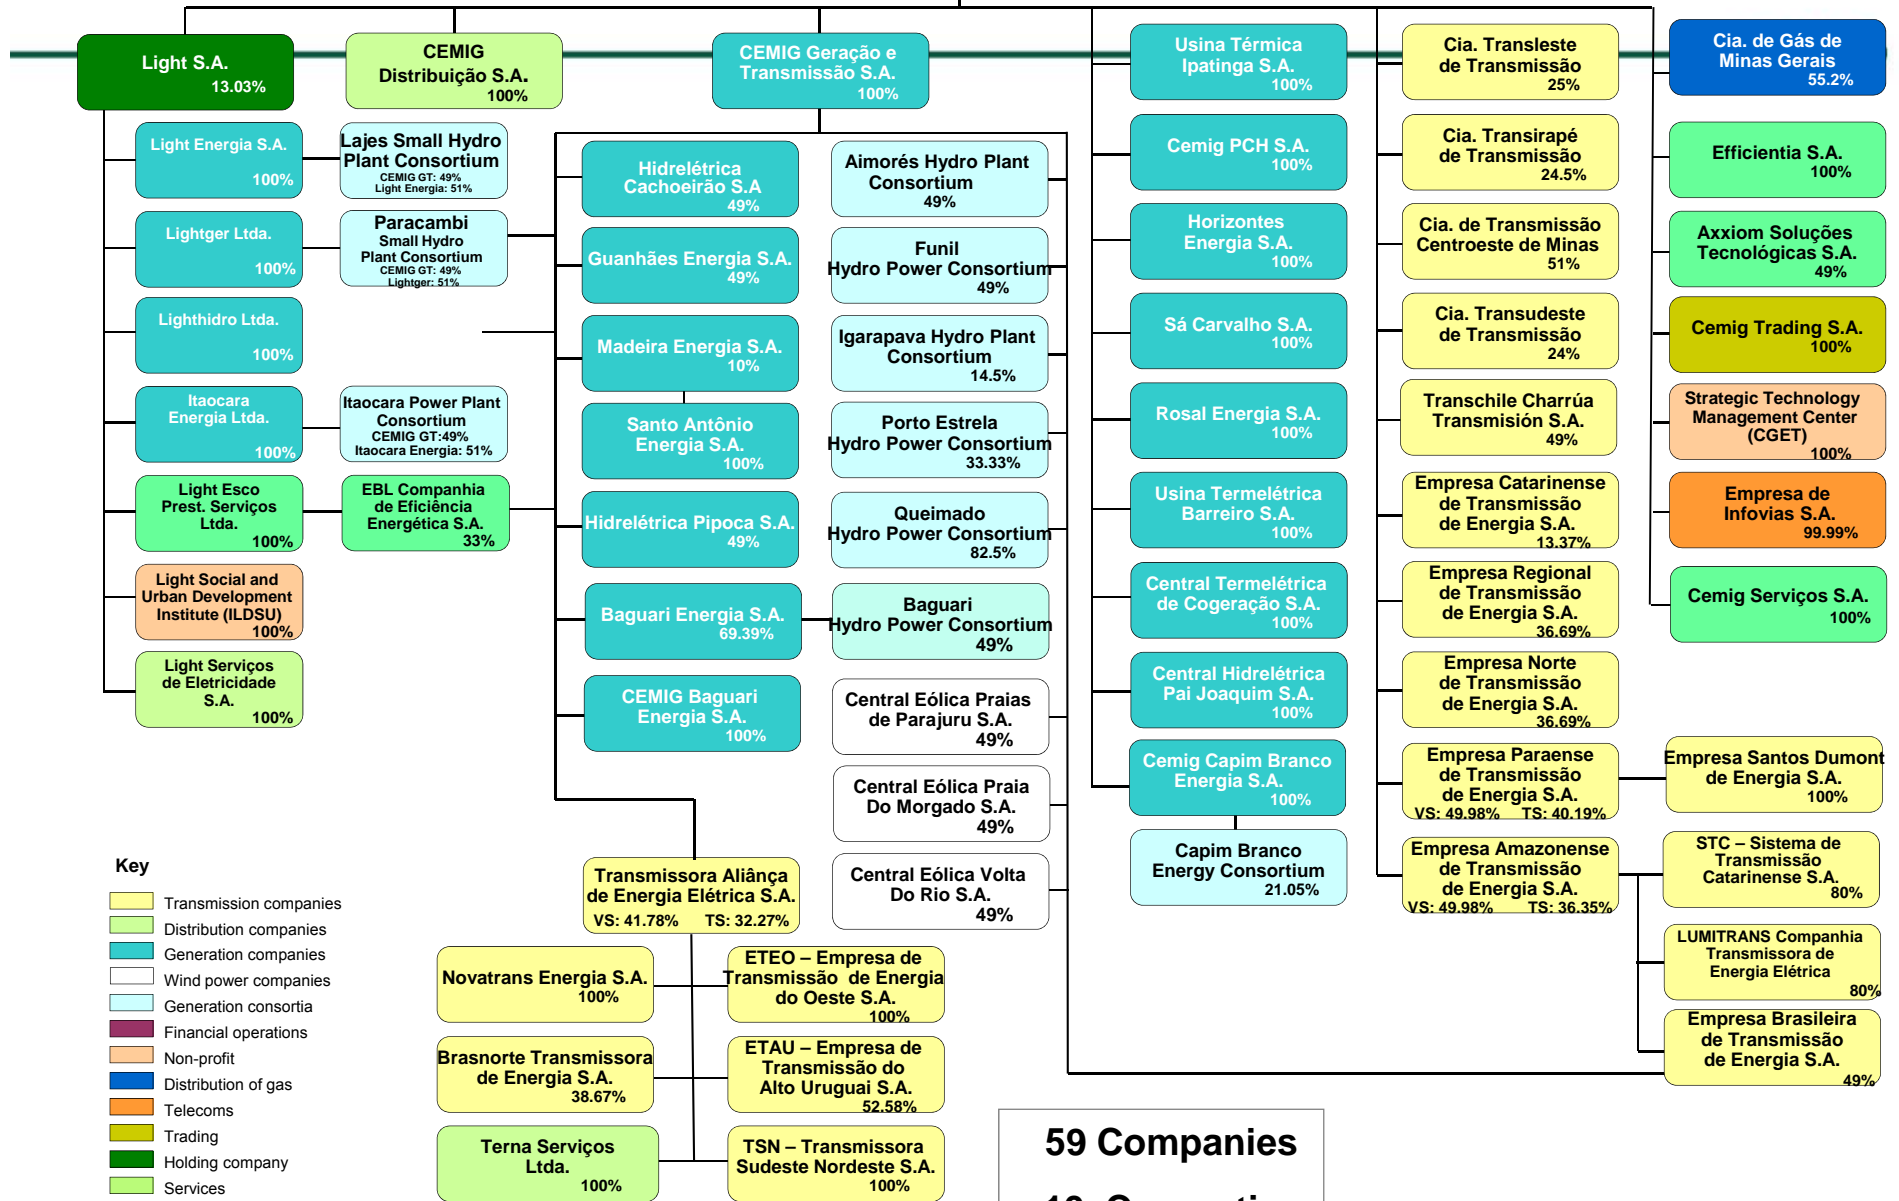 Light S.A.
13.03%
CEMIG
Distribuição S.A.
100%
CEMIG Geração e
Transmissão S.A.
100%
Usina Térmica
Ipatinga S.A.
100%
Cia. Transleste
de Transmissão
25%
Cia. de Gás de
Minas Gerais
55.2%
Light Energia S.A.
100%
Lajes Small Hydro
Plant Consortium
CEMIG GT: 49%
Light Energia: 51%
Lightger Ltda.
100%
Paracambi
Small Hydro
Plant Consortium
CEMIG GT: 49%
Lightger: 51%
Lighthidro Ltda.
100%
Itaocara
Energia Ltda.
100%
Itaocara Power Plant
Consortium
CEMIG GT:49%
Itaocara Energia: 51%
Light Esco
Prest. Serviços
Ltda.
100%
EBL Companhia
de Eficiência
Energética S.A.
33%
Light Social and
Urban Development
Institute (ILDSU)
100%
Light Serviços
de Eletricidade
S.A.
100%
Hidrelétrica
Cachoeirão S.A
49%
Guanhães Energia S.A.
49%
Madeira Energia S.A.
10%
Santo Antônio
Energia S.A.
100%
Hidrelétrica Pipoca S.A.
49%
Baguari Energia S.A.
69.39%
CEMIG Baguari
Energia S.A.
100%
Aimorés Hydro Plant
Consortium
49%
Funil
Hydro Power Consortium
49%
Igarapava Hydro Plant
Consortium
14.5%
Porto Estrela
Hydro Power Consortium
33.33%
Queimado
Hydro Power Consortium
82.5%
Baguari
Hydro Power Consortium
49%
Central Eólica Praias
de Parajuru S.A.
49%
Central Eólica Praia
Do Morgado S.A.
49%
Central Eólica Volta
Do Rio S.A.
49%
Cemig PCH S.A.
100%
Horizontes
Energia S.A.
100%
Sá Carvalho S.A.
100%
Rosal Energia S.A.
100%
Usina Termelétrica
Barreiro S.A.
100%
Central Termelétrica
de Cogeração S.A.
100%
Central Hidrelétrica
Pai Joaquim S.A.
100%
Cemig Capim Branco
Energia S.A.
100%
Capim Branco
Energy Consortium
21.05%
Cia. Transirapé
de Transmissão
24.5%
Cia. de Transmissão
Centroeste de Minas
51%
Cia. Transudeste
de Transmissão
24%
Transchile Charrúa
Transmisión S.A.
49%
Empresa Catarinense
de Transmissão
de Energia S.A.
13.37%
Empresa Regional
de Transmissão
de Energia S.A.
36.69%
Empresa Norte
de Transmissão
de Energia S.A.
36.69%
Empresa Paraense
de Transmissão
de Energia S.A.
VS: 49.98% TS: 40.19%
Empresa Amazonense
de Transmissão
de Energia S.A.
VS: 49.98% TS: 36.35%
Efficientia S.A.
100%
Axxiom Soluções
Tecnológicas S.A.
49%
Cemig Trading S.A.
100%
Strategic Technology
Management Center
(CGET)
100%
Empresa de
Infovias S.A.
99.99%
Cemig Serviços S.A.
100%
Empresa Santos Dumont
de Energia S.A.
100%
STC – Sistema de
Transmissão
Catarinense S.A.
80%
LUMITRANS Companhia
Transmissora de
Energia Elétrica
80%
Empresa Brasileira
de Transmissão
de Energia S.A.
49%
Transmissora Aliânça
de Energia Elétrica S.A.
VS: 41.78% TS: 32.27%
Novatrans Energia S.A.
100%
ETEO – Empresa de
Transmissão de Energia
do Oeste S.A.
100%
Brasnorte Transmissora
de Energia S.A.
38.67%
ETAU – Empresa de
Transmissão do
Alto Uruguai S.A.
52.58%
Terna Serviços
Ltda.
100%
TSN – Transmissora
Sudeste Nordeste S.A.
100%
Key
Transmission companies
Distribution companies
Generation companies
Wind power companies
Generation consortia
Financial operations
Non-profit
Distribution of gas
Telecoms
Trading
Holding company
Services
59 Companies